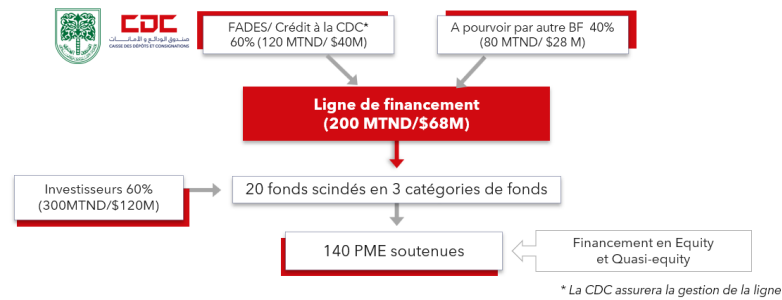 CDC
صندوق الودائع و الأمانات
CAISSE DES DÉPÔTS ET CONSIGNATIONS
FADES/ Crédit à la CDC*
60% (120 MTND/ $40M)
A pourvoir par autre BF 40%
(80 MTND/ $28 M)
Ligne de financement
(200 MTND/$68M)
Investisseurs 60%
(300MTND/$120M)
20 fonds scindés en 3 catégories de fonds
140 PME soutenues
Financement en Equity
et Quasi-equity
* La CDC assurera la gestion de la ligne